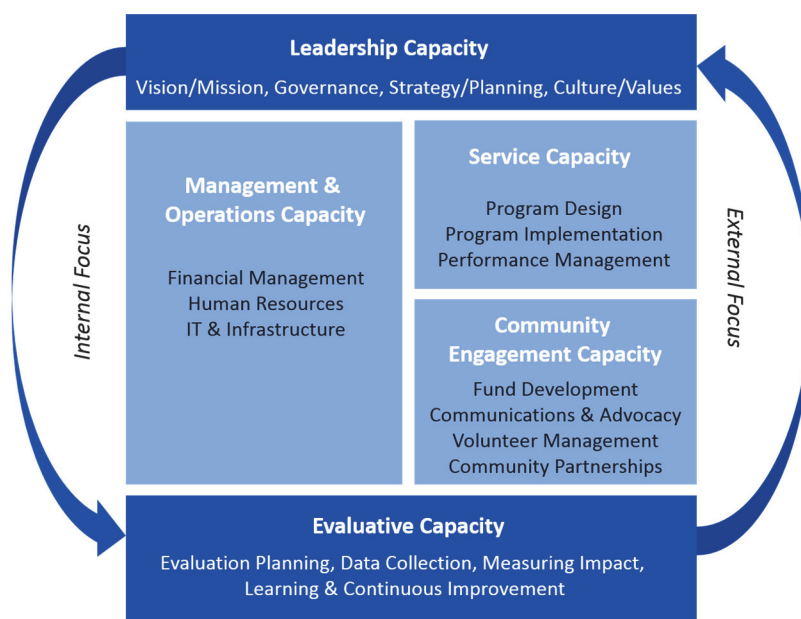 Leadership Capacity
Vision/Mission, Governance, Strategy/Planning, Culture/Values
Internal Focus
Management &
Operations Capacity
Financial Management
Human Resources
IT & Infrastructure
Service Capacity
Program Design
Program Implementation
Performance Management
Community
Engagement Capacity
Fund Development
Communications & Advocacy
Volunteer Management
Community Partnerships
External Focus
Evaluative Capacity
Evaluation Planning, Data Collection, Measuring Impact,
Learning & Continuous Improvement